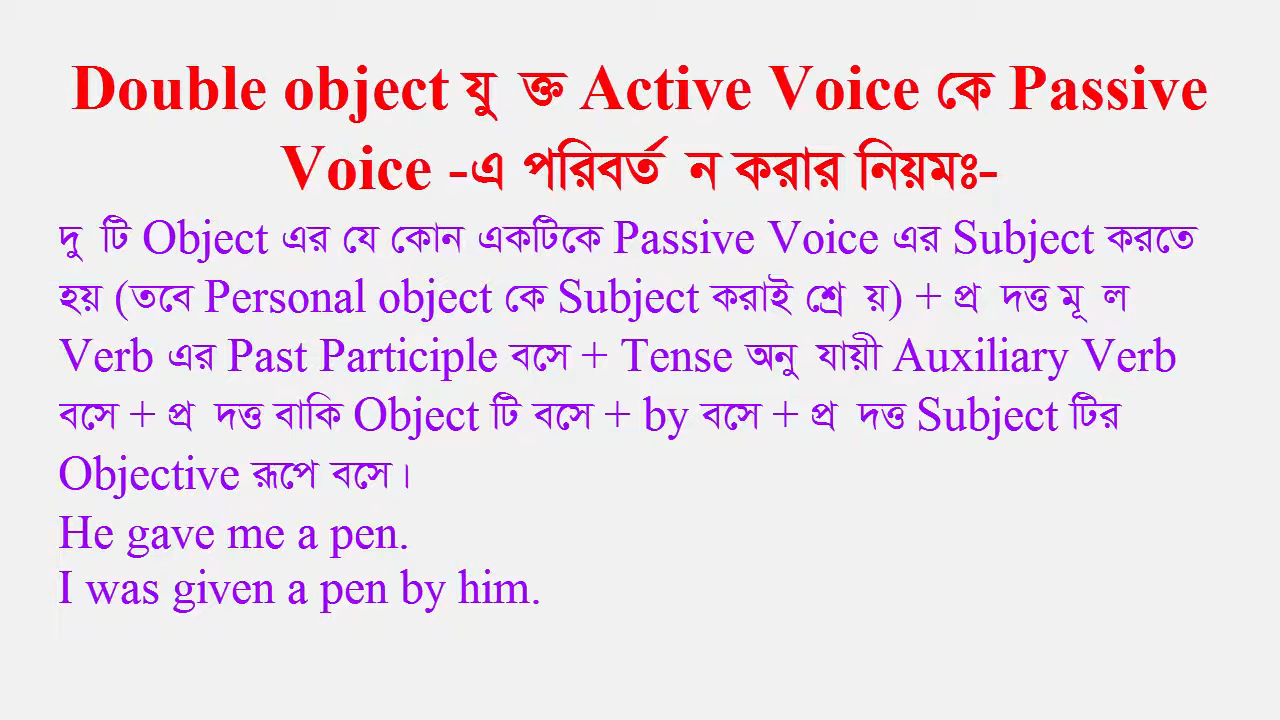 Double object যুক্ত Active Voice কে Passive
Voice -এ পরিবর্তন করার নিয়মঃ-
দুটি Object এর যে কোন একটিকে Passive Voice এর Subject করতে
হয় (তবে Personal object কে Subject করাই শ্রেয়) + প্রদত্ত মূল
Verb এর Past Participle বসে + Tense অনুযায়ী Auxiliary Verb
বসে + প্রদত্ত বাকি Object টি বসে + by বসে + প্রদত্ত Subject টির
Objective রূপে বসে।
He gave me a pen.
I was given a pen by him.